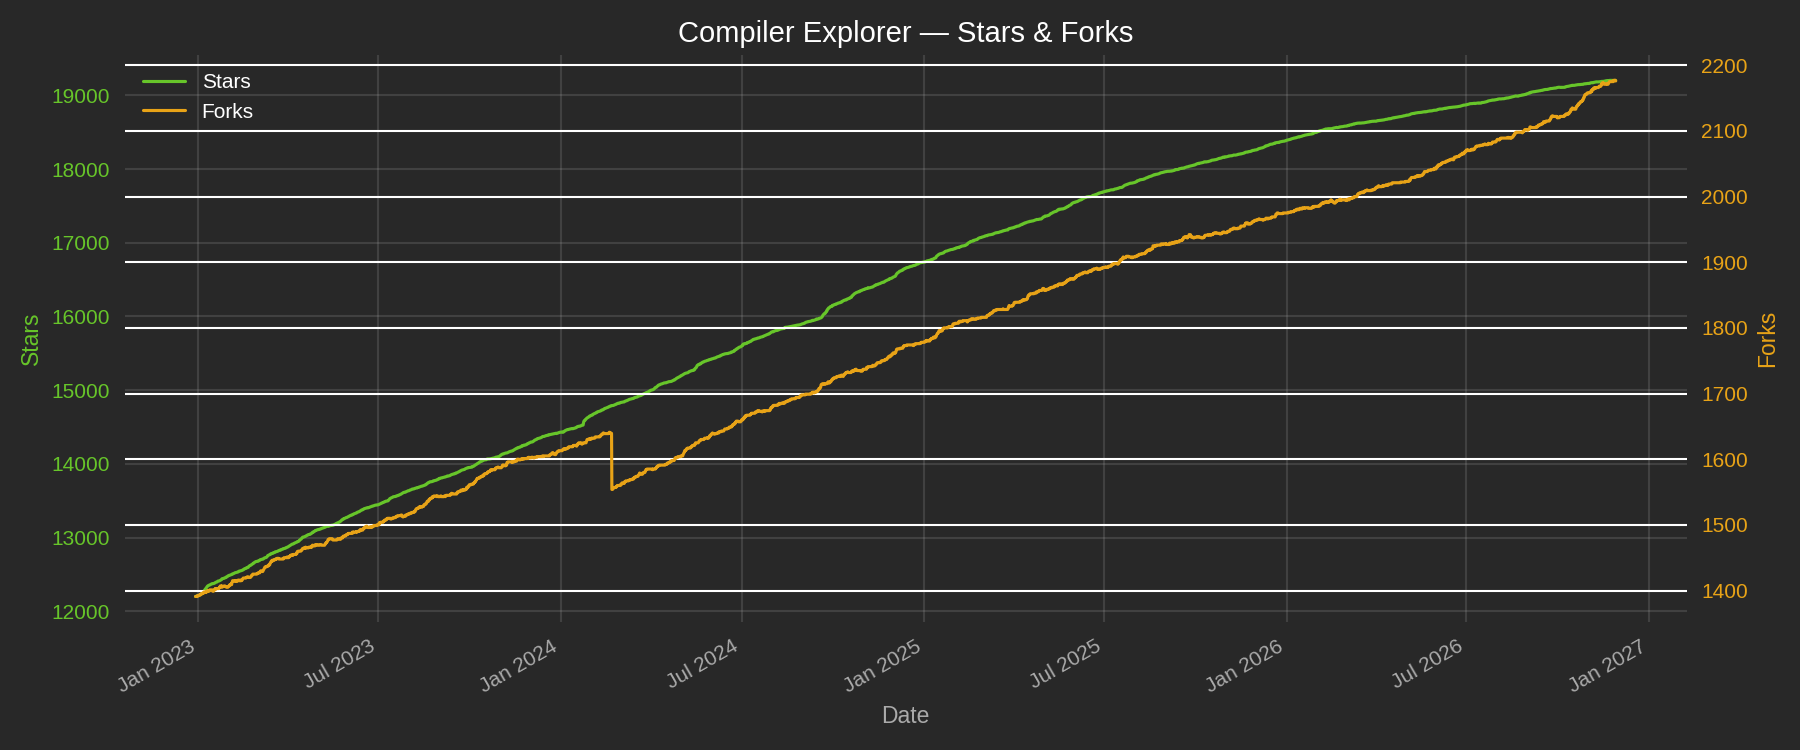 Compiler Explorer — Stars & Forks
Stars
Forks
19000
18000
17000
16000
15000
14000
13000
12000
Stars
2200
2100
2000
1900
1800
1700
1600
1500
1400
Forks
Jan 2023
Jul 2023
Jan 2024
Jul 2024
Jan 2025
Jul 2025
Jan 2026
Jul 2026
Jan 2027
Date